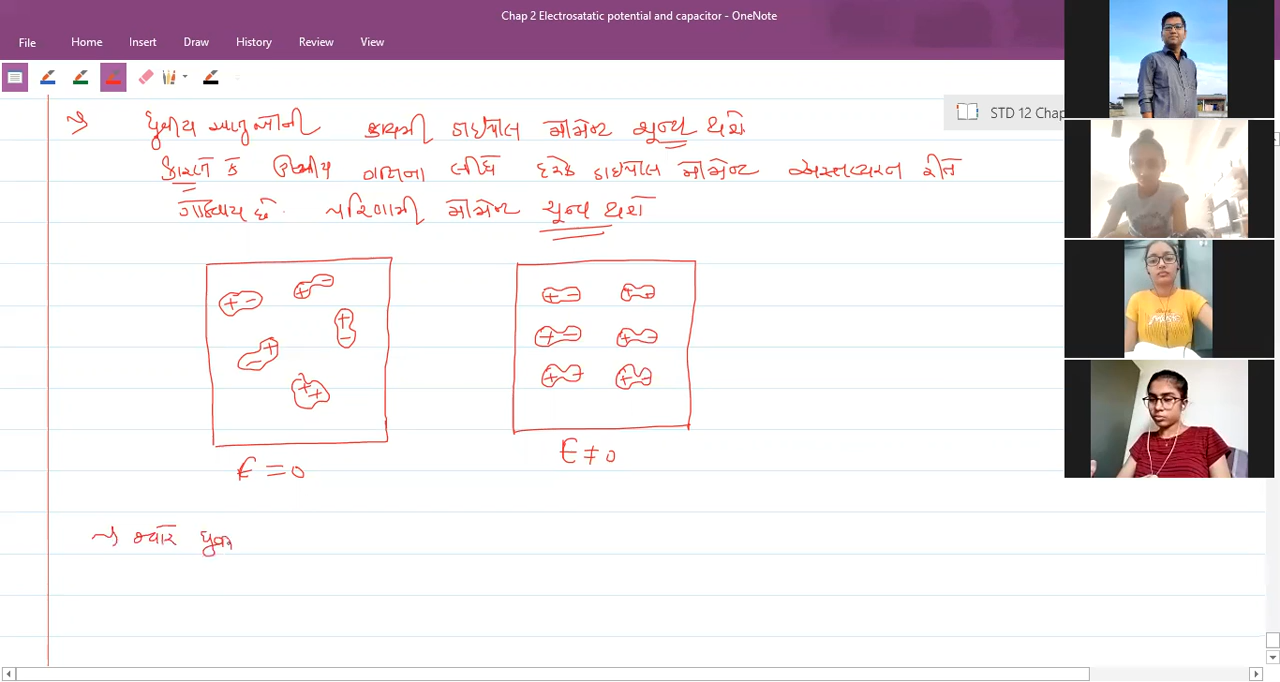 Chap 2 Electrosatatic potential and capacitor - OneNote
File Home Insert Draw History Review View
STD 12 Chap
→ ધ્રુવીય અણુઓની કાયમી ડાઇપોલ મોમેન્ટ શૂન્ય થશે
કારણ કે ઉષ્મીય ગતિના લીધે દરેક ડાઇપોલ મોમેન્ટ અસ્તવ્યસ્ત રીતે
ગોઠવાય છે. પરિણામી મોમેન્ટ શૂન્ય થશે
+ - + - + - - + + +
+ - + - + - + - + - + -
E = 0
E ≠ 0
→ જ્યારે ધ્રુવ